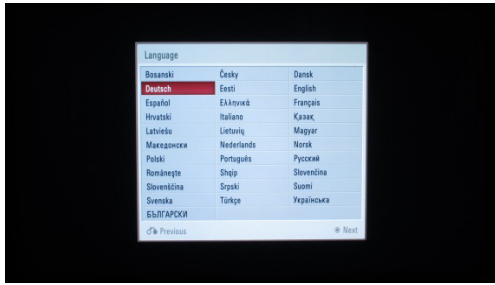 Language
Bosanski Česky Dansk
Deutsch Eesti English
Español Ελληνικά Français
Hrvatski Italiano Қазақ
Latviešu Lietuvių Magyar
Македонски Nederlands Norsk
Polski Português Русский
Româneşte Shqip Slovenčina
Slovenščina Srpski Suomi
Svenska Türkçe Українська
БЪЛГАРСКИ
Previous Next